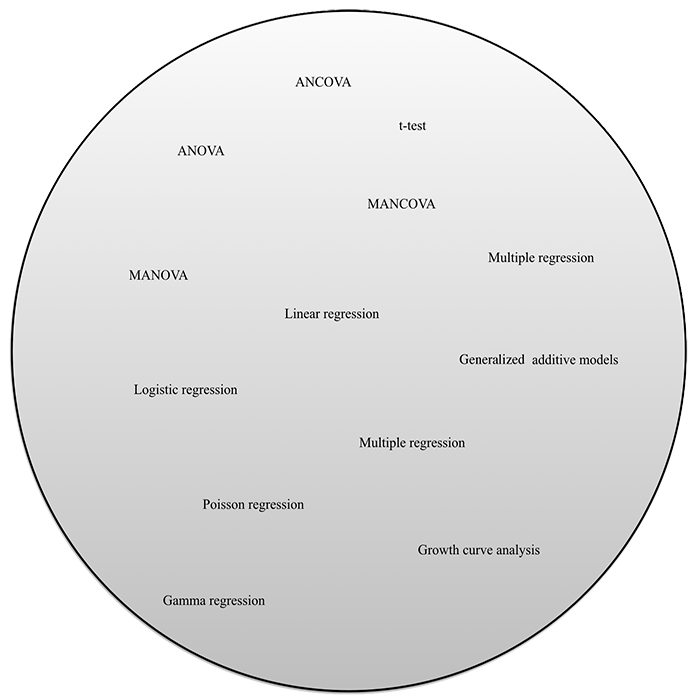 ANCOVA
t-test
ANOVA
MANCOVA
Multiple regression
MANOVA
Linear regression
Generalized additive models
Logistic regression
Multiple regression
Poisson regression
Growth curve analysis
Gamma regression